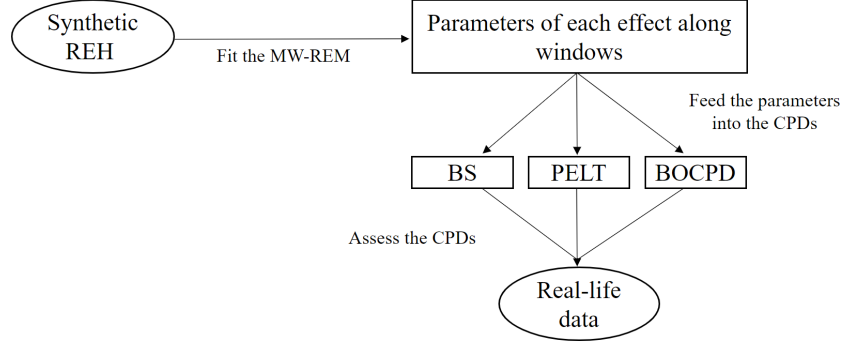 Synthetic
REH
Fit the MW-REM
Parameters of each effect along
windows
Feed the parameters
into the CPDs
BS
PELT
BOCPD
Assess the CPDs
Real-life
data